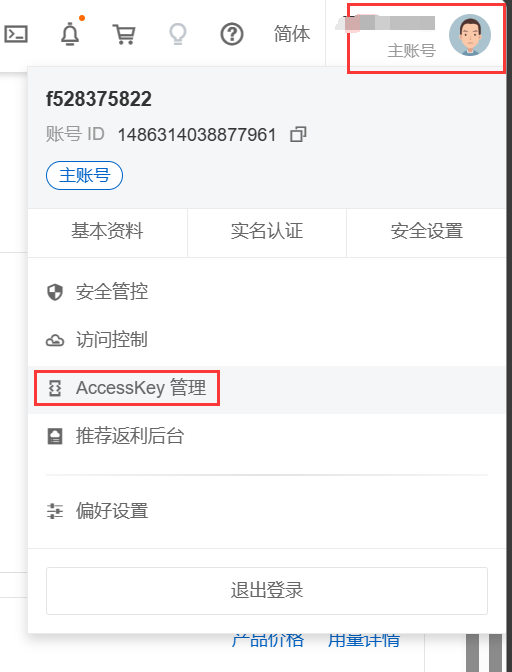 简体
主账号
f528375822
账号 ID 1486314038877961
主账号
基本资料 实名认证 安全设置
安全管控
访问控制
AccessKey 管理
推荐返利后台
偏好设置
退出登录
产品价格 用量详情